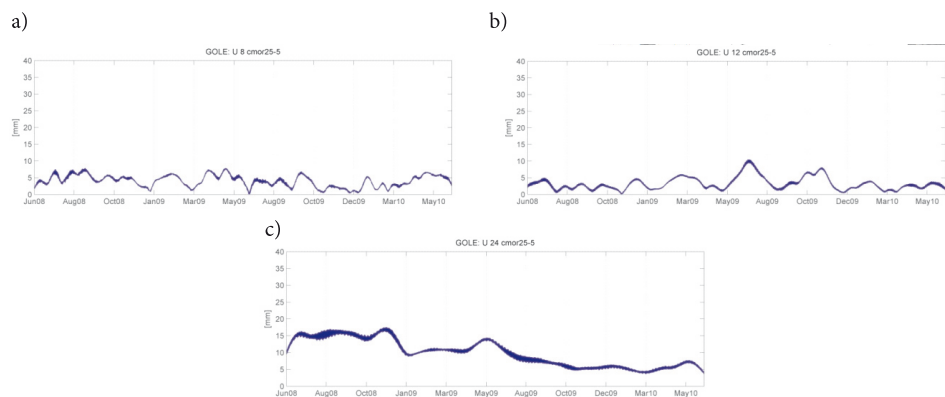 a)
GOLE: U 8 cmor25-5
40
35
30
25
20
15
10
5
0
[mm]
Jun08 Aug08 Oct08 Jan09 Mar09 May09 Aug09 Oct09 Dec09 Mar10 May10
b)
GOLE: U 12 cmor25-5
40
35
30
25
20
15
10
5
0
[mm]
Jun08 Aug08 Oct08 Jan09 Mar09 May09 Aug09 Oct09 Dec09 Mar10 May10
c)
GOLE: U 24 cmor25-5
40
35
30
25
20
15
10
5
0
[mm]
Jun08 Aug08 Oct08 Jan09 Mar09 May09 Aug09 Oct09 Dec09 Mar10 May10